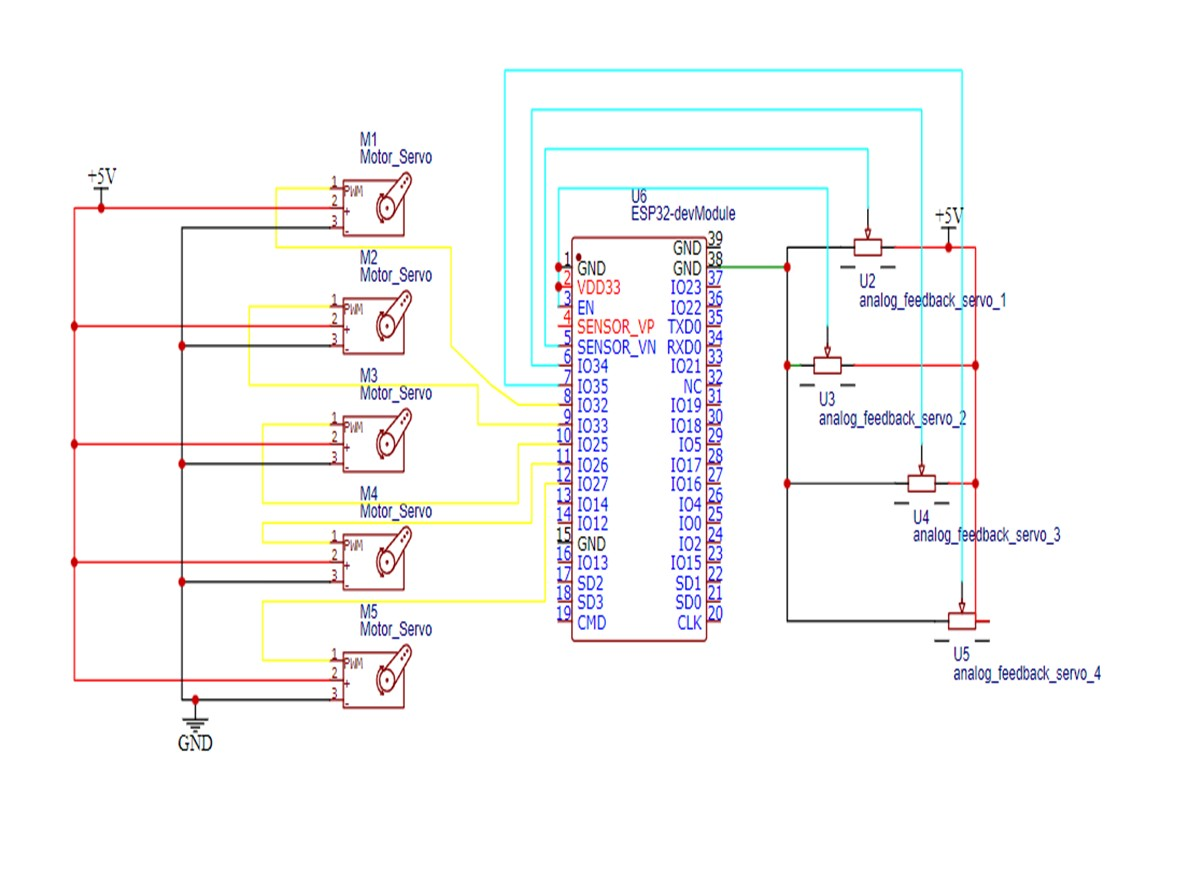 +5V
M1
Motor_Servo
1
PWM
2
+
3
-
M2
Motor_Servo
1
PWM
2
+
3
-
M3
Motor_Servo
1
PWM
2
+
3
-
M4
Motor_Servo
1
PWM
2
+
3
-
M5
Motor_Servo
1
PWM
2
+
3
-
GND
U6
ESP32-devModule
1 GND
2 VDD33
3 EN
4 SENSOR_VP
5 SENSOR_VN
6 IO34
7 IO35
8 IO32
9 IO33
10 IO25
11 IO26
12 IO27
13 IO14
14 IO12
15 GND
16 IO13
17 SD2
18 SD3
19 CMD
GND 39
GND 38
IO23 37
IO22 36
TXD0 35
RXD0 34
IO21 33
NC 32
IO19 31
IO18 30
IO5 29
IO17 28
IO16 27
IO4 26
IO0 25
IO2 24
IO15 23
SD1 22
SD0 21
CLK 20
+5V
U2
analog_feedback_servo_1
U3
analog_feedback_servo_2
U4
analog_feedback_servo_3
U5
analog_feedback_servo_4